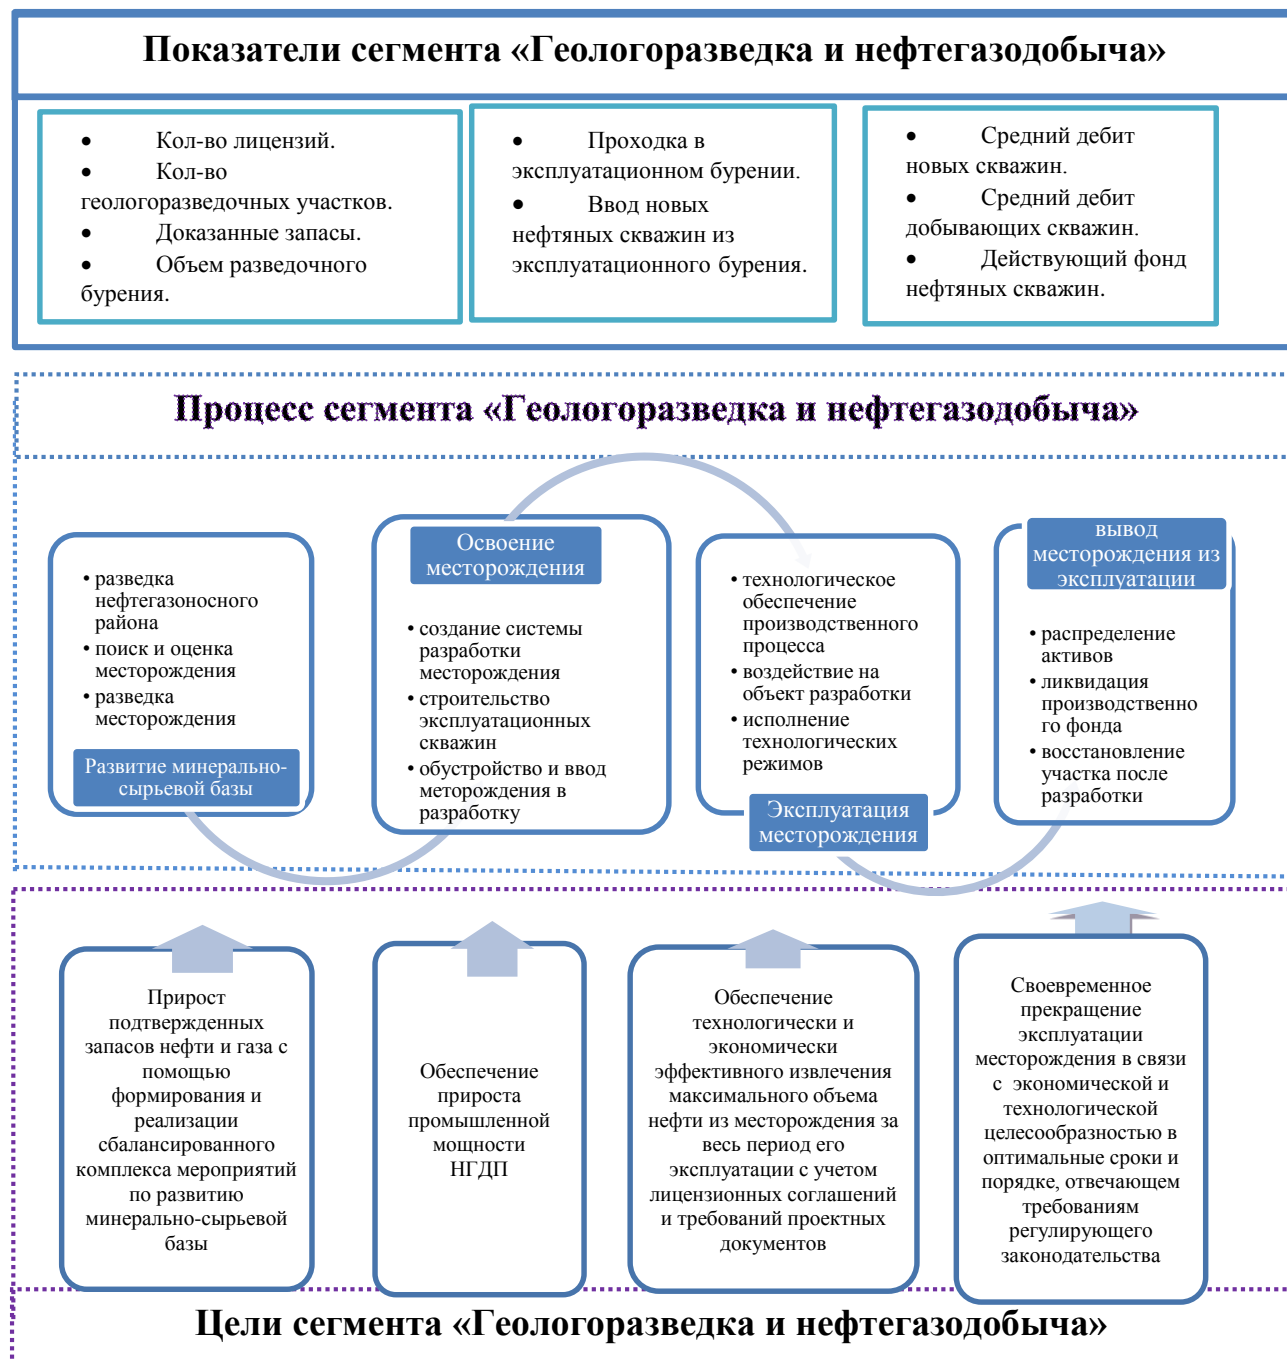 Показатели сегмента «Геологоразведка и нефтегазодобыча»
• Кол-во лицензий.
• Кол-во
геологоразведочных участков.
• Доказанные запасы.
• Объем разведочного
бурения.
• Проходка в
эксплуатационном бурении.
• Ввод новых
нефтяных скважин из
эксплуатационного бурения.
• Средний дебит
новых скважин.
• Средний дебит
добывающих скважин.
• Действующий фонд
нефтяных скважин.
Процесс сегмента «Геологоразведка и нефтегазодобыча»
• разведка
нефтегазоносного
района
• поиск и оценка
месторождения
• разведка
месторождения
Развитие минерально-
сырьевой базы
Освоение
месторождения
• создание системы
разработки
месторождения
• строительство
эксплуатационных
скважин
• обустройство и ввод
меторождения в
разработку
• технологическое
обеспечение
производственного
процесса
• воздействие на
объект разработки
• исполнение
технологических
режимов
Эксплуатация
месторождения
вывод
месторождения из
эксплуатации
• распределение
активов
• ликвидация
производственно
го фонда
• восстановление
участка после
разработки
Прирост
подтвержденных
запасов нефти и газа с
помощью
формирования и
реализации
сбалансированного
комплекса мероприятий
по развитию
минерально-сырьевой
базы
Обеспечение
прироста
промышленной
мощности
НГДП
Обеспечение
технологически и
экономически
эффективного извлечения
максимального объема
нефти из месторождения за
весь период его
эксплуатации с учетом
лицензионных соглашений
и требований проектных
документов
Своевременное
прекращение
эксплуатации
месторождения в связи
с экономической и
технологической
целесообразностью в
оптимальные сроки и
порядке, отвечающем
требованиям
регулирующего
законодательства
Цели сегмента «Геологоразведка и нефтегазодобыча»